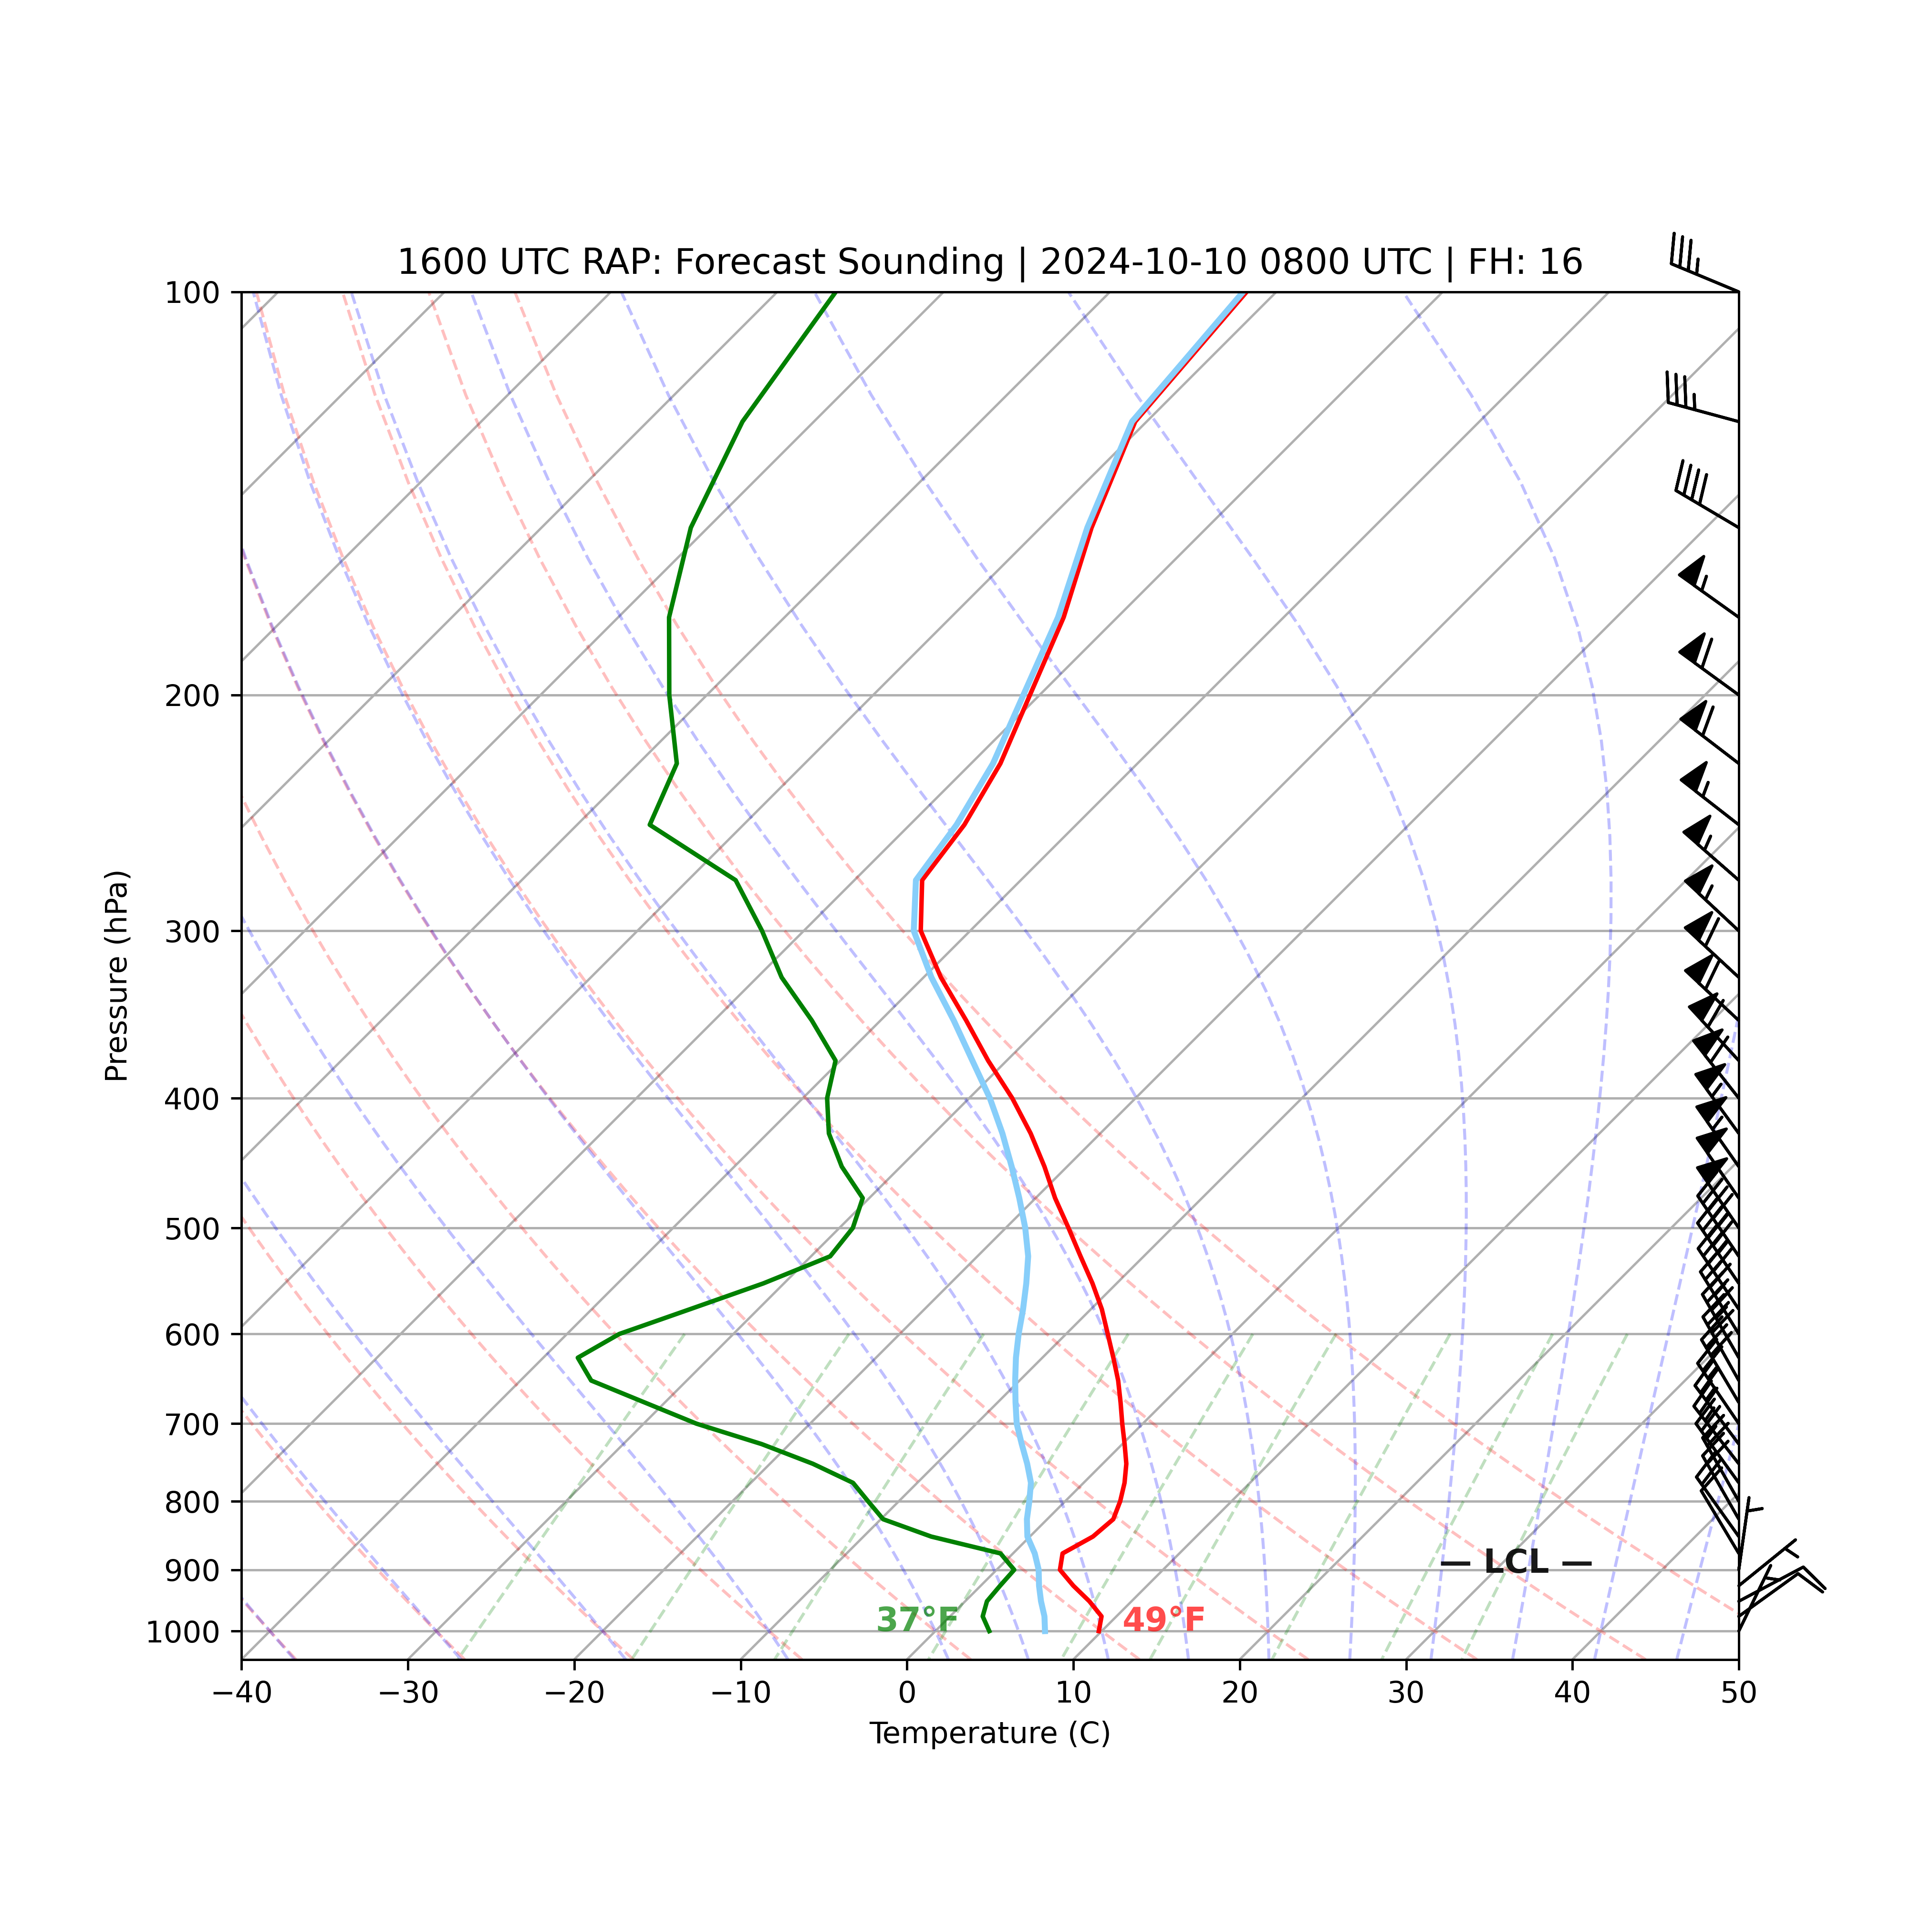 1600 UTC RAP: Forecast Sounding | 2024-10-10 0800 UTC | FH: 16
100
200
300
400
500
600
700
800
900
1000
Pressure (hPa)
— LCL —
37°F
49°F
−40 −30 −20 −10 0 10 20 30 40 50
Temperature (C)